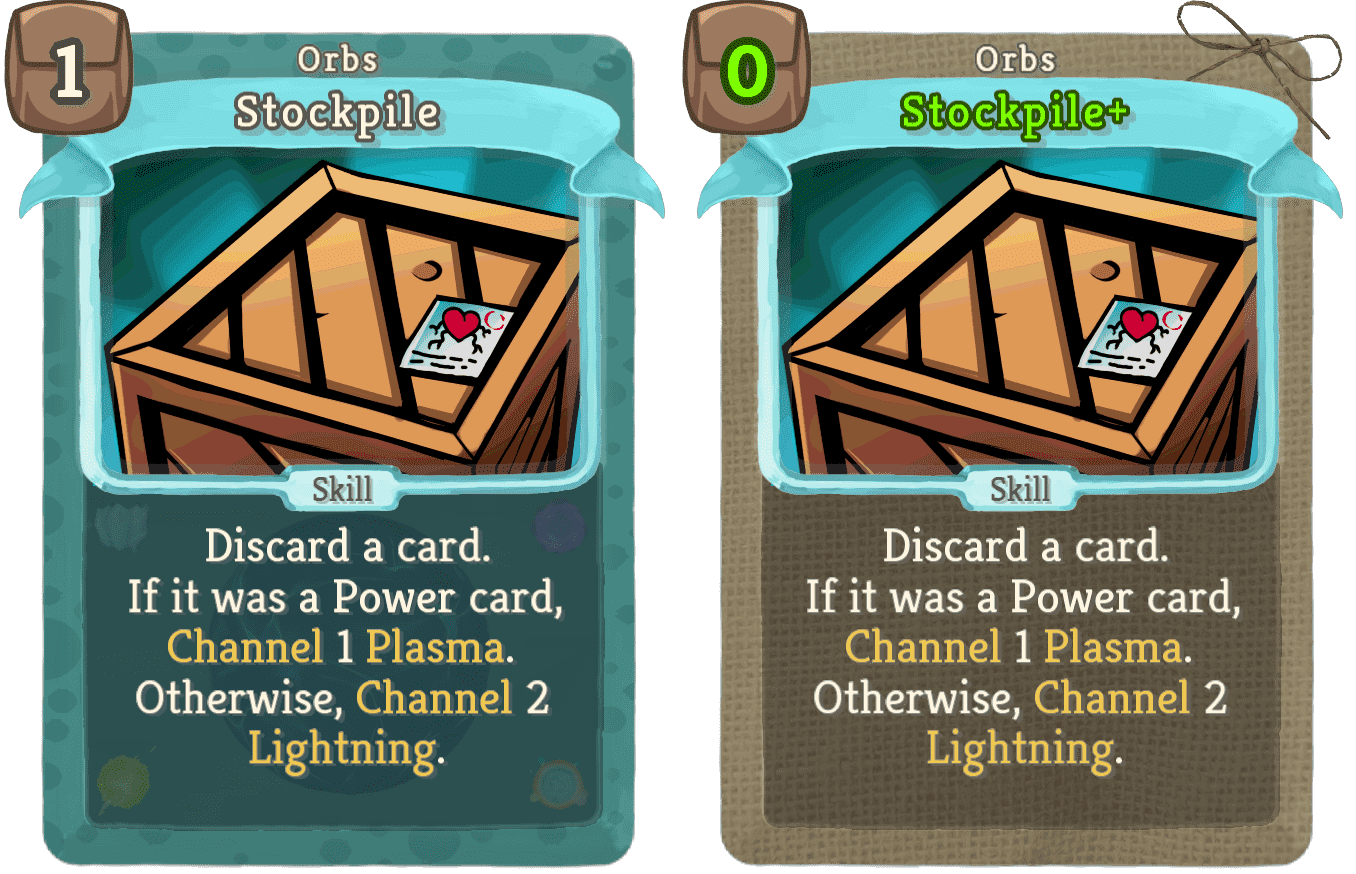 1
Orbs
Stockpile
Skill
Discard a card.
If it was a Power card,
Channel 1 Plasma.
Otherwise, Channel 2
Lightning.
0
Orbs
Stockpile+
Skill
Discard a card.
If it was a Power card,
Channel 1 Plasma.
Otherwise, Channel 2
Lightning.